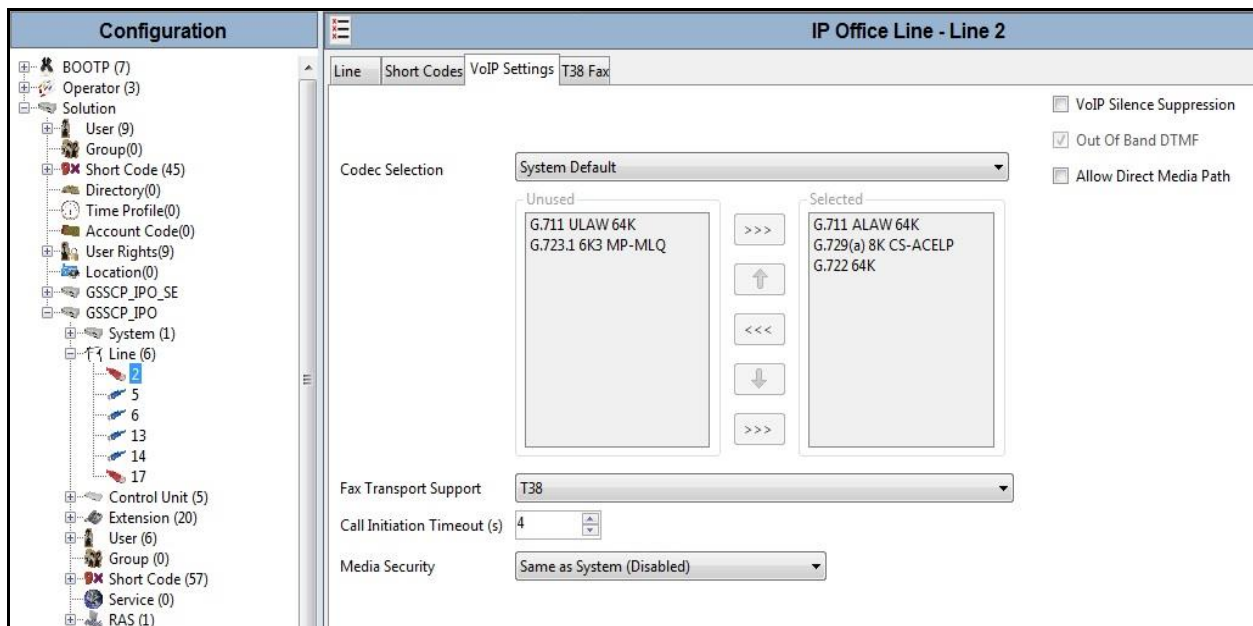 Configuration
BOOTP (7)
Operator (3)
Solution
User (9)
Group(0)
Short Code (45)
Directory(0)
Time Profile(0)
Account Code(0)
User Rights(9)
Location(0)
GSSCP_IPO_SE
GSSCP_IPO
System (1)
Line (6)
2
5
6
13
14
17
Control Unit (5)
Extension (20)
User (6)
Group (0)
Short Code (57)
Service (0)
RAS (1)
IP Office Line - Line 2
Line Short Codes VoIP Settings T38 Fax
VoIP Silence Suppression
Out Of Band DTMF
Allow Direct Media Path
Codec Selection System Default
Unused
G.711 ULAW 64K
G.723.1 6K3 MP-MLQ
>>>
<<<
>>>
Selected
G.711 ALAW 64K
G.729(a) 8K CS-ACELP
G.722 64K
Fax Transport Support T38
Call Initiation Timeout (s) 4
Media Security Same as System (Disabled)